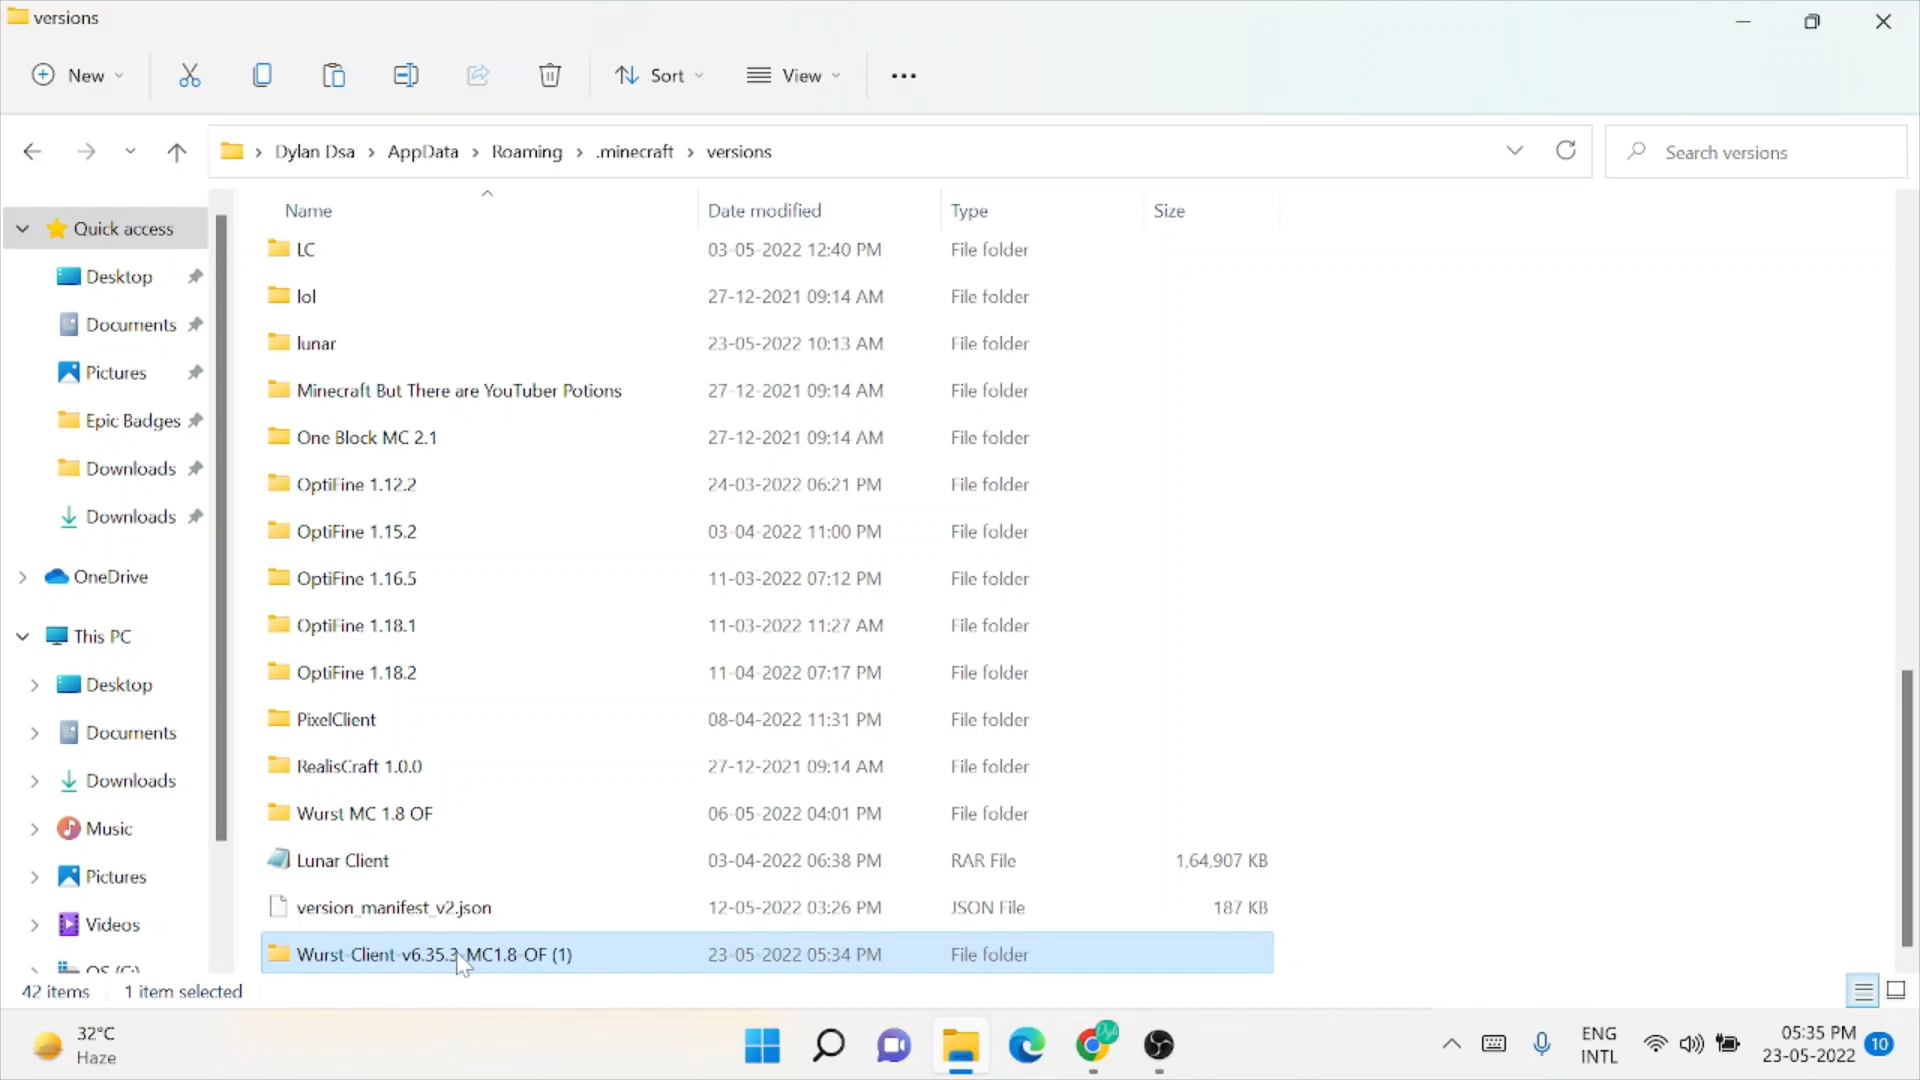 versions
New
Sort
View
Dylan Dsa > AppData > Roaming > .minecraft > versions
Search versions
Name
Date modified
Type
Size
Quick access
Desktop
Documents
Pictures
Epic Badges
Downloads
Downloads
OneDrive
This PC
Desktop
Documents
Downloads
Music
Pictures
Videos
OS (C:)
LC 03-05-2022 12:40 PM File folder
lol 27-12-2021 09:14 AM File folder
lunar 23-05-2022 10:13 AM File folder
Minecraft But There are YouTuber Potions 27-12-2021 09:14 AM File folder
One Block MC 2.1 27-12-2021 09:14 AM File folder
OptiFine 1.12.2 24-03-2022 06:21 PM File folder
OptiFine 1.15.2 03-04-2022 11:00 PM File folder
OptiFine 1.16.5 11-03-2022 07:12 PM File folder
OptiFine 1.18.1 11-03-2022 11:27 AM File folder
OptiFine 1.18.2 11-04-2022 07:17 PM File folder
PixelClient 08-04-2022 11:31 PM File folder
RealisCraft 1.0.0 27-12-2021 09:14 AM File folder
Wurst MC 1.8 OF 06-05-2022 04:01 PM File folder
Lunar Client 03-04-2022 06:38 PM RAR File 1,64,907 KB
version_manifest_v2.json 12-05-2022 03:26 PM JSON File 187 KB
Wurst-Client-v6.35.3-MC1.8-OF (1) 23-05-2022 05:34 PM File folder
42 items 1 item selected
32°C
Haze
ENG
INTL
05:35 PM
23-05-2022
10